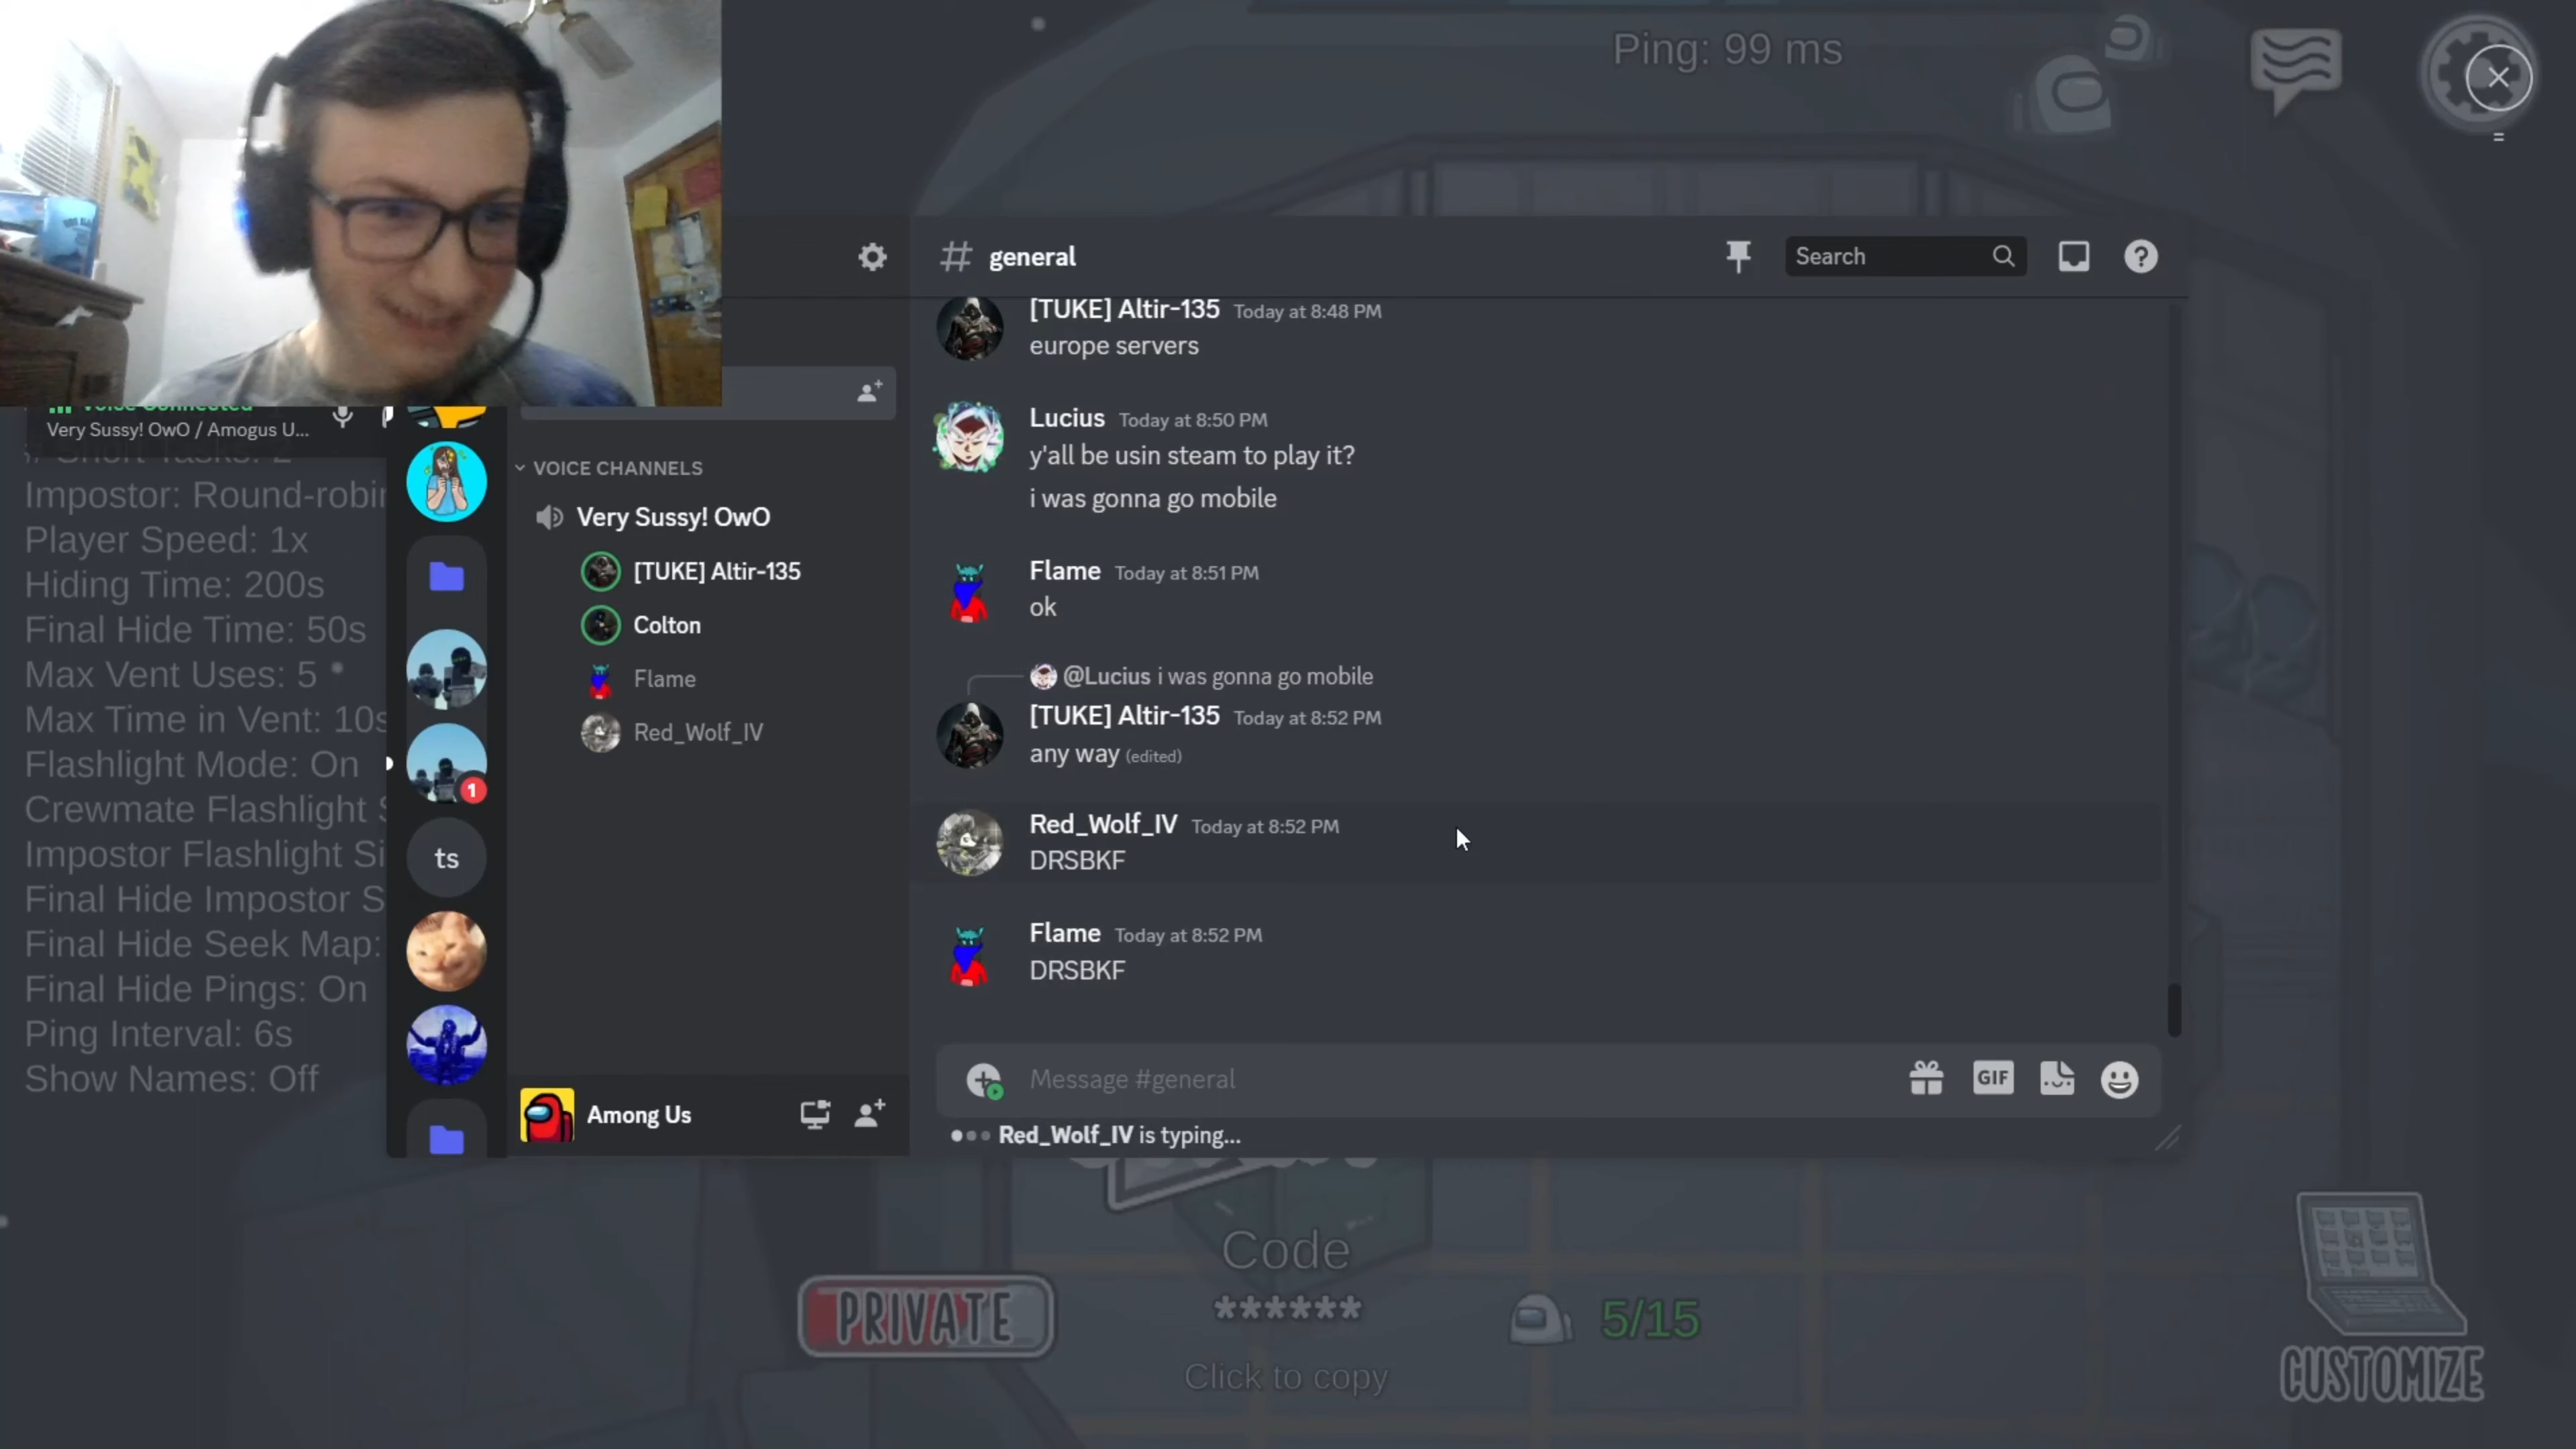 Ping: 99 ms
# general
Search
Very Sussy! OwO / Amogus U...
Impostor: Round-robin
Player Speed: 1x
Hiding Time: 200s
Final Hide Time: 50s
Max Vent Uses: 5
Max Time in Vent: 10s
Flashlight Mode: On
Crewmate Flashlight S
Impostor Flashlight Si
Final Hide Impostor S
Final Hide Seek Map:
Final Hide Pings: On
Ping Interval: 6s
Show Names: Off
1
ts
VOICE CHANNELS
Very Sussy! OwO
[TUKE] Altir-135
Colton
Flame
Red_Wolf_IV
Among Us
[TUKE] Altir-135 Today at 8:48 PM
europe servers
Lucius Today at 8:50 PM
y'all be usin steam to play it?
i was gonna go mobile
Flame Today at 8:51 PM
ok
@Lucius i was gonna go mobile
[TUKE] Altir-135 Today at 8:52 PM
any way (edited)
Red_Wolf_IV Today at 8:52 PM
DRSBKF
Flame Today at 8:52 PM
DRSBKF
Message #general
GIF
Red_Wolf_IV is typing...
Code
******
PRIVATE
5/15
Click to copy
CUSTOMIZE